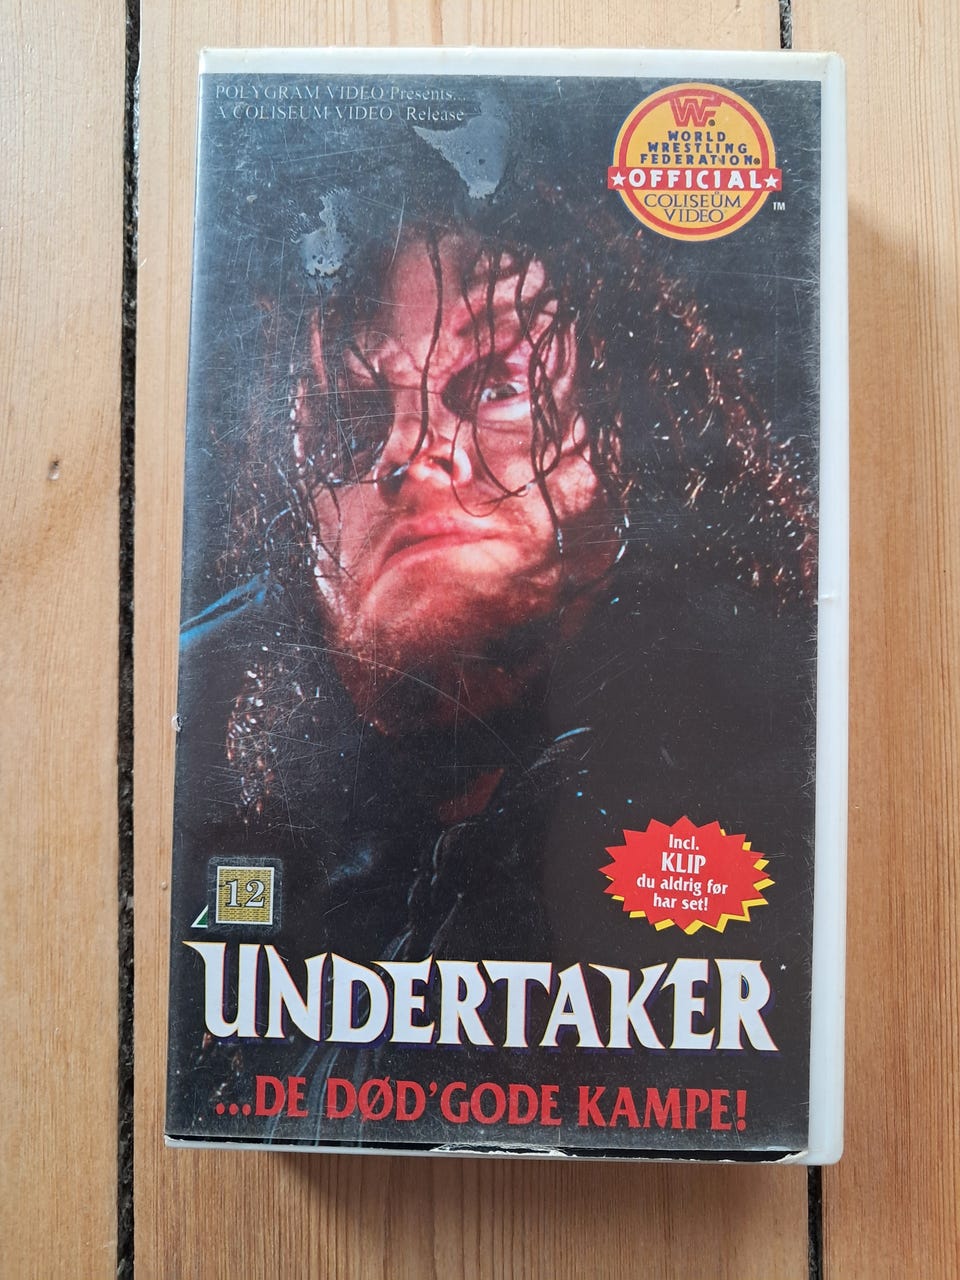 POLYGRAM VIDEO Presents...
A COLISEUM VIDEO Release
WF
WORLD
WRESTLING
FEDERATION®
★OFFICIAL★
COLISEUM
VIDEO
TM
Incl.
KLIP
du aldrig før
har set!
12
UNDERTAKER
...DE DØD'GODE KAMPE!